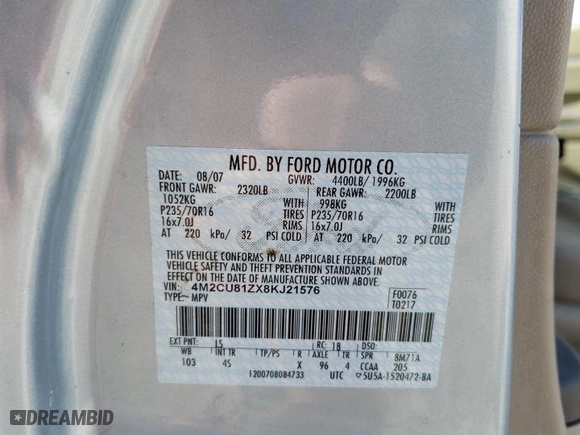 MFD. BY FORD MOTOR CO.
DATE: 08/07 GVWR: 4400LB/ 1996KG
FRONT GAWR: 2320LB REAR GAWR: 2200LB
1052KG WITH 998KG WITH
P235/70R16 TIRES P235/70R16 TIRES
16x7.0J RIMS 16x7.0J RIMS
AT 220 kPa/ 32 PSI COLD AT 220 kPa/ 32 PSI COLD
THIS VEHICLE CONFORMS TO ALL APPLICABLE FEDERAL MOTOR
VEHICLE SAFETY AND THEFT PREVENTION STANDARDS IN
EFFECT ON THE DATE OF MANUFACTURE SHOWN ABOVE.
VIN: 4M2CU81ZX8KJ21576 F0076
TYPE: MPV T0217
EXT PNT: LS RC: 18 DSO:
WB INT TR TP/PS R AXLE TR SPR 8M7TA
103 4S X 96 4 CCAA 205
1200708084733 UTC 5U5A-1520472-BA
DREAMBID